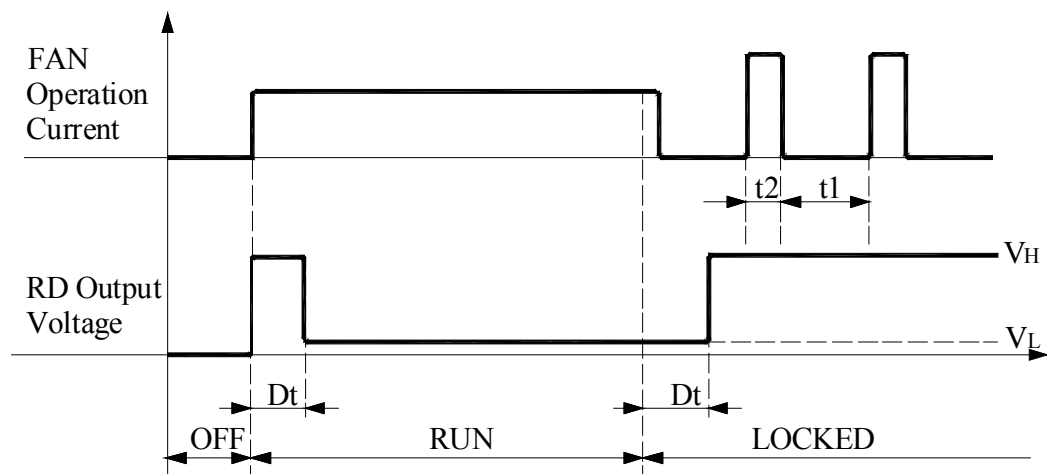 FAN
Operation
Current
t2
t1
VH
RD Output
Voltage
VL
Dt
Dt
OFF
RUN
LOCKED